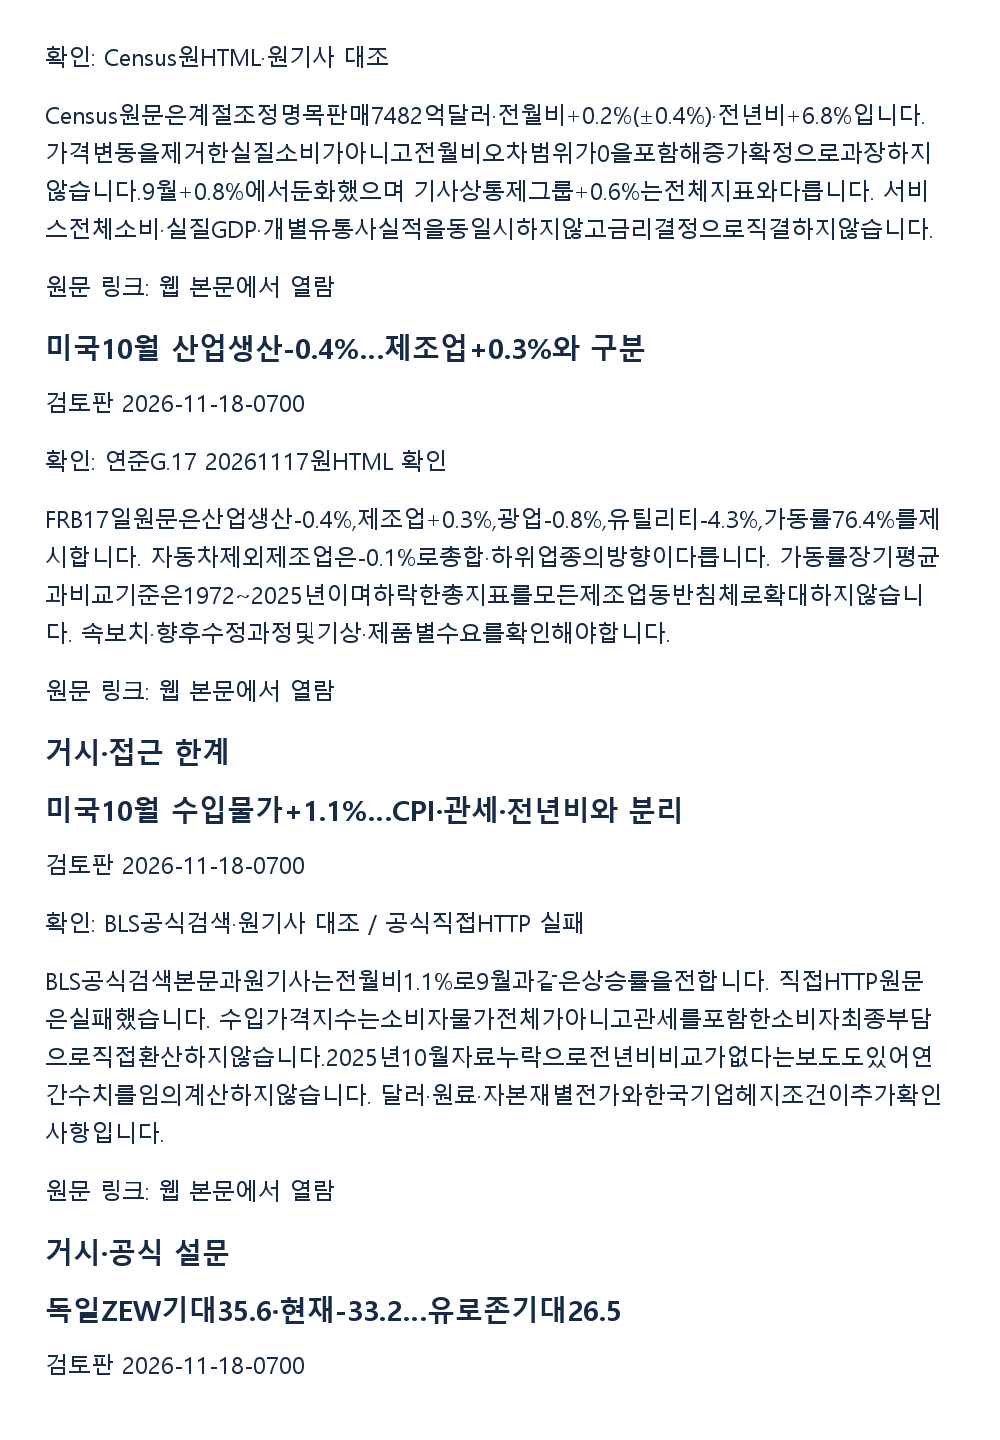 확인: Census원HTML·원기사 대조
Census원문은계절조정명목판매7482억달러·전월비+0.2%(±0.4%)·전년비+6.8%입니다.
가격변동을제거한실질소비가아니고전월비오차범위가0을포함해증가확정으로과장하지
않습니다.9월+0.8%에서둔화했으며 기사상통제그룹+0.6%는전체지표와다릅니다. 서비
스전체소비·실질GDP·개별유통사실적을동일시하지않고금리결정으로직결하지않습니다.
원문 링크: 웹 본문에서 열람
미국10월 산업생산-0.4%…제조업+0.3%와 구분
검토판 2026-11-18-0700
확인: 연준G.17 20261117원HTML 확인
FRB17일원문은산업생산-0.4%,제조업+0.3%,광업-0.8%,유틸리티-4.3%,가동률76.4%를제
시합니다. 자동차제외제조업은-0.1%로총합·하위업종의방향이다릅니다. 가동률장기평균
과비교기준은1972~2025년이며하락한총지표를모든제조업동반침체로확대하지않습니
다. 속보치·향후수정과정및기상·제품별수요를확인해야합니다.
원문 링크: 웹 본문에서 열람
거시·접근 한계
미국10월 수입물가+1.1%…CPI·관세·전년비와 분리
검토판 2026-11-18-0700
확인: BLS공식검색·원기사 대조 / 공식직접HTTP 실패
BLS공식검색본문과원기사는전월비1.1%로9월과같은상승률을전합니다. 직접HTTP원문
은실패했습니다. 수입가격지수는소비자물가전체가아니고관세를포함한소비자최종부담
으로직접환산하지않습니다.2025년10월자료누락으로전년비비교가없다는보도도있어연
간수치를임의계산하지않습니다. 달러·원료·자본재별전가와한국기업헤지조건이추가확인
사항입니다.
원문 링크: 웹 본문에서 열람
거시·공식 설문
독일ZEW기대35.6·현재-33.2…유로존기대26.5
검토판 2026-11-18-0700